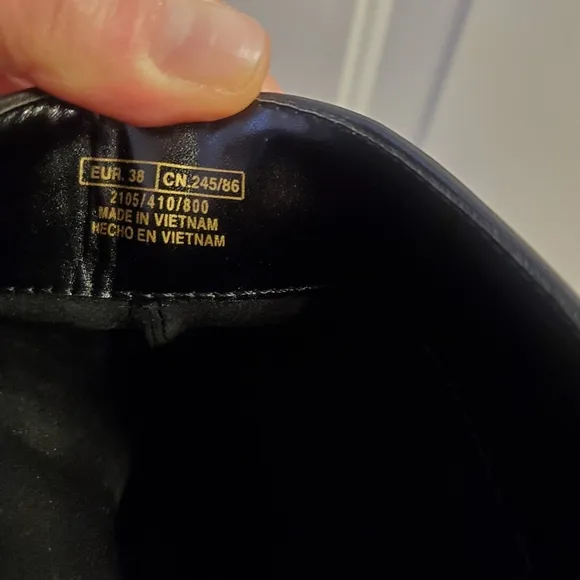 EUR. 38 CN.245/86
2105/410/800
MADE IN VIETNAM
HECHO EN VIETNAM